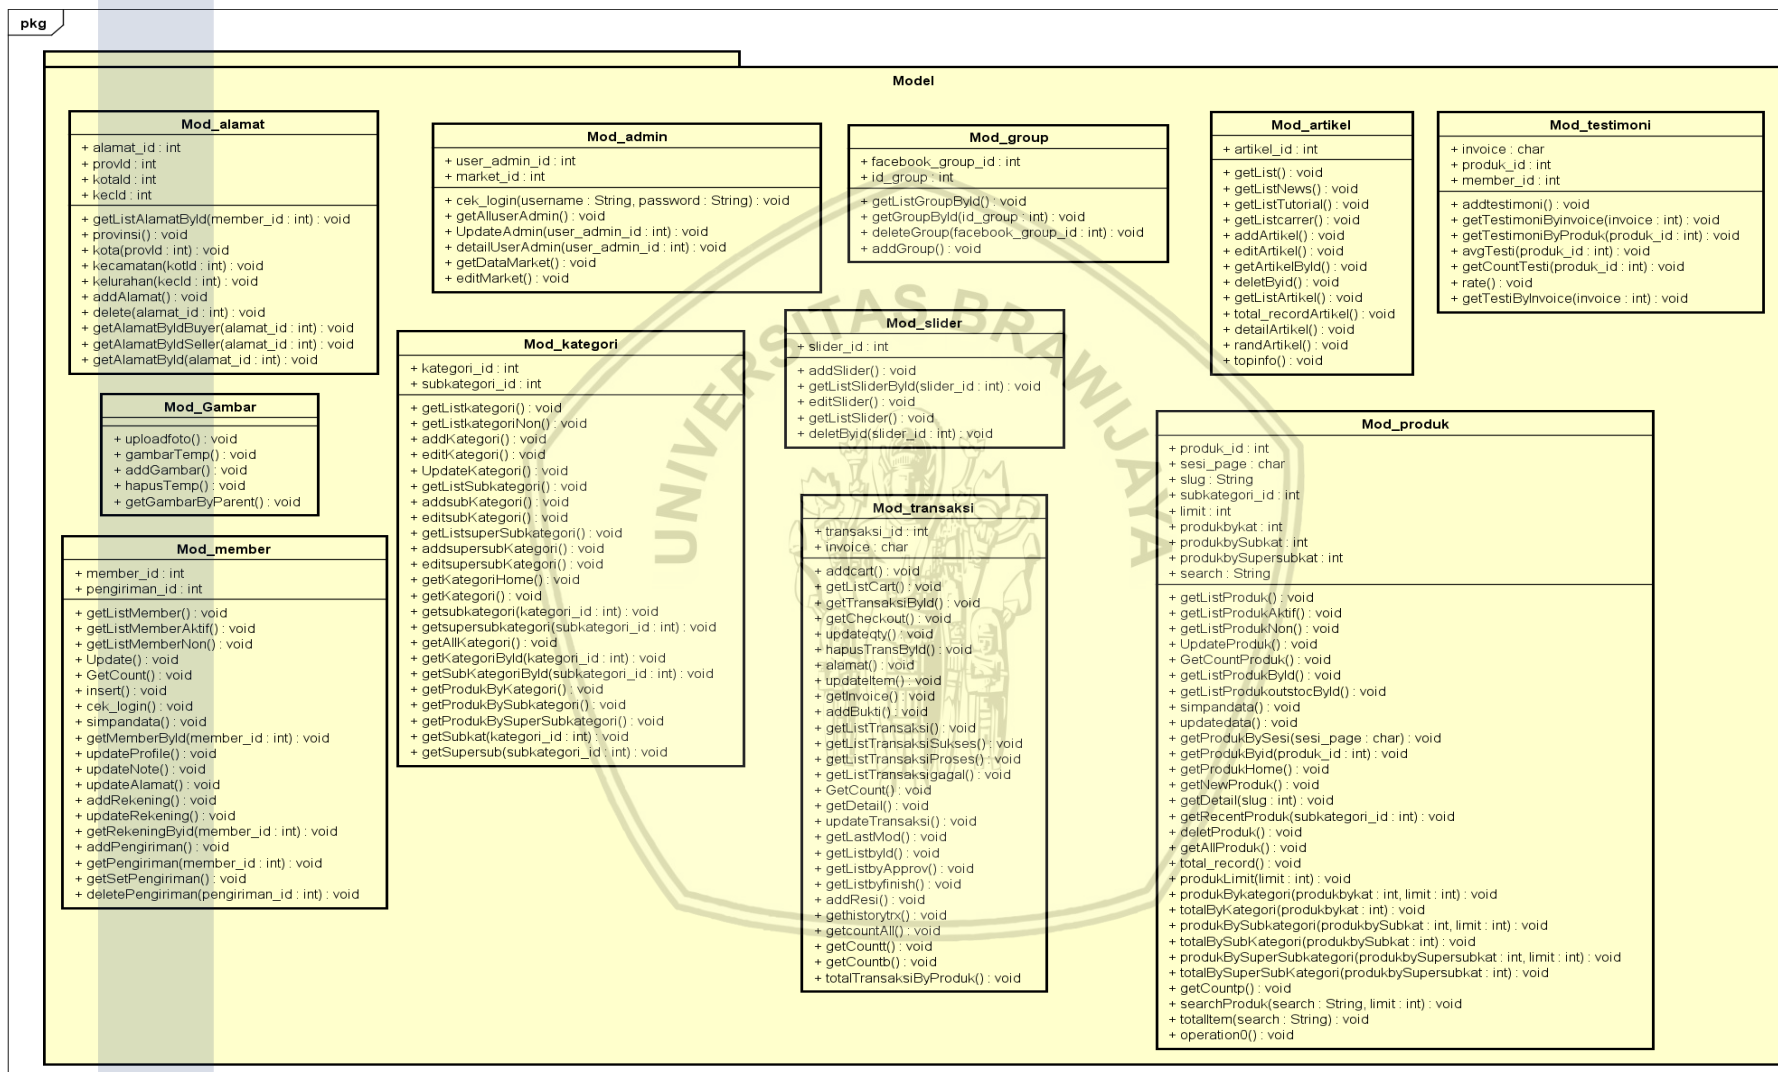 pkg
Model
Mod_alamat
+ alamat_id : int
+ provId : int
+ kotaId : int
+ kecId : int
+ getListAlamatById(member_id : int) : void
+ provinsi() : void
+ kota(provId : int) : void
+ kecamatan(kotId : int) : void
+ kelurahan(kecId : int) : void
+ addAlamat() : void
+ delete(alamat_id : int) : void
+ getAlamatByIdBuyer(alamat_id : int) : void
+ getAlamatByIdSeller(alamat_id : int) : void
+ getAlamatById(alamat_id : int) : void
Mod_admin
+ user_admin_id : int
+ market_id : int
+ cek_login(username : String, password : String) : void
+ getAlluserAdmin() : void
+ UpdateAdmin(user_admin_id : int) : void
+ detailUserAdmin(user_admin_id : int) : void
+ getDataMarket() : void
+ editMarket() : void
Mod_group
+ facebook_group_id : int
+ id_group : int
+ getListGroupById() : void
+ getGroupById(id_group : int) : void
+ deleteGroup(facebook_group_id : int) : void
+ addGroup() : void
Mod_artikel
+ artikel_id : int
+ getList() : void
+ getListNews() : void
+ getListTutorial() : void
+ getListcarrer() : void
+ addArtikel() : void
+ editArtikel() : void
+ getArtikelById() : void
+ deletByid() : void
+ getListArtikel() : void
+ total_recordArtikel() : void
+ detailArtikel() : void
+ randArtikel() : void
+ topinfo() : void
Mod_testimoni
+ invoice : char
+ produk_id : int
+ member_id : int
+ addtestimoni() : void
+ getTestimoniByinvoice(invoice : int) : void
+ getTestimoniByProduk(produk_id : int) : void
+ avgTesti(produk_id : int) : void
+ getCountTesti(produk_id : int) : void
+ rate() : void
+ getTestiByInvoice(invoice : int) : void
Mod_Gambar
+ uploadfoto() : void
+ gambarTemp() : void
+ addGambar() : void
+ hapusTemp() : void
+ getGambarByParent() : void
Mod_kategori
+ kategori_id : int
+ subkategori_id : int
+ getListkategori() : void
+ getListkategoriNon() : void
+ addKategori() : void
+ editKategori() : void
+ UpdateKategori() : void
+ getListSubkategori() : void
+ addsubKategori() : void
+ editsubKategori() : void
+ getListsuperSubkategori() : void
+ addsupersubKategori() : void
+ editsupersubKategori() : void
+ getKategoriHome() : void
+ getKategori() : void
+ getsubkategori(kategori_id : int) : void
+ getsupersubkategori(subkategori_id : int) : void
+ getAllKategori() : void
+ getKategoriById(kategori_id : int) : void
+ getSubKategoriById(subkategori_id : int) : void
+ getProdukByKategori() : void
+ getProdukBySubkategori() : void
+ getProdukBySuperSubkategori() : void
+ getSubkat(kategori_id : int) : void
+ getSupersub(subkategori_id : int) : void
Mod_slider
+ slider_id : int
+ addSlider() : void
+ getListSliderById(slider_id : int) : void
+ editSlider() : void
+ getListSlider() : void
+ deletByid(slider_id : int) : void
Mod_member
+ member_id : int
+ pengiriman_id : int
+ getListMember() : void
+ getListMemberAktif() : void
+ getListMemberNon() : void
+ Update() : void
+ GetCount() : void
+ insert() : void
+ cek_login() : void
+ simpandata() : void
+ getMemberById(member_id : int) : void
+ updateProfile() : void
+ updateNote() : void
+ updateAlamat() : void
+ addRekening() : void
+ updateRekening() : void
+ getRekeningByid(member_id : int) : void
+ addPengiriman() : void
+ getPengiriman(member_id : int) : void
+ getSetPengiriman() : void
+ deletePengiriman(pengiriman_id : int) : void
Mod_transaksi
+ transaksi_id : int
+ invoice : char
+ addcart() : void
+ getListCart() : void
+ getTransaksiById() : void
+ getCheckout() : void
+ updateqty() : void
+ hapusTransById() : void
+ alamat() : void
+ updateItem() : void
+ getInvoice() : void
+ addBukti() : void
+ getListTransaksi() : void
+ getListTransaksiSukses() : void
+ getListTransaksiProses() : void
+ getListTransaksigagal() : void
+ GetCount() : void
+ getDetail() : void
+ updateTransaksi() : void
+ getLastMod() : void
+ getListbyId() : void
+ getListbyApprov() : void
+ getListbyfinish() : void
+ addResi() : void
+ gethistorytrx() : void
+ getcountAll() : void
+ getCountt() : void
+ getCountb() : void
+ totalTransaksiByProduk() : void
Mod_produk
+ produk_id : int
+ sesi_page : char
+ slug : String
+ subkategori_id : int
+ limit : int
+ produkbykat : int
+ produkbySubkat : int
+ produkbySupersubkat : int
+ search : String
+ getListProduk() : void
+ getListProdukAktif() : void
+ getListProdukNon() : void
+ UpdateProduk() : void
+ GetCountProduk() : void
+ getListProdukById() : void
+ getListProdukoutstocById() : void
+ simpandata() : void
+ updatedata() : void
+ getProdukBySesi(sesi_page : char) : void
+ getProdukByid(produk_id : int) : void
+ getProdukHome() : void
+ getNewProduk() : void
+ getDetail(slug : int) : void
+ getRecentProduk(subkategori_id : int) : void
+ deletProduk() : void
+ getAllProduk() : void
+ total_record() : void
+ produkLimit(limit : int) : void
+ produkBykategori(produkbykat : int, limit : int) : void
+ totalByKategori(produkbykat : int) : void
+ produkBySubkategori(produkbySubkat : int, limit : int) : void
+ totalBySubKategori(produkbySubkat : int) : void
+ produkBySuperSubkategori(produkbySupersubkat : int, limit : int) : void
+ totalBySuperSubKategori(produkbySupersubkat : int) : void
+ getCountp() : void
+ searchProduk(search : String, limit : int) : void
+ totalItem(search : String) : void
+ operation0() : void
UNIVERSITAS BRAWIJAYA